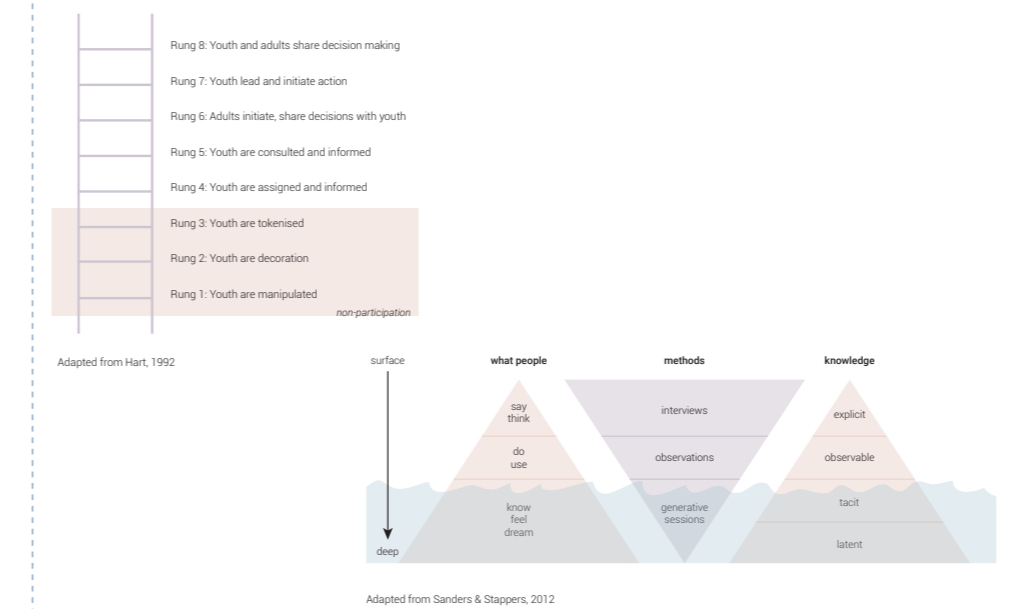 Rung 8: Youth and adults share decision making
Rung 7: Youth lead and initiate action
Rung 6: Adults initiate, share decisions with youth
Rung 5: Youth are consulted and informed
Rung 4: Youth are assigned and informed
Rung 3: Youth are tokenised
Rung 2: Youth are decoration
Rung 1: Youth are manipulated
non-participation
Adapted from Hart, 1992
surface
deep
what people
say
think
do
use
know
feel
dream
methods
interviews
observations
generative
sessions
knowledge
explicit
observable
tacit
latent
Adapted from Sanders & Stappers, 2012